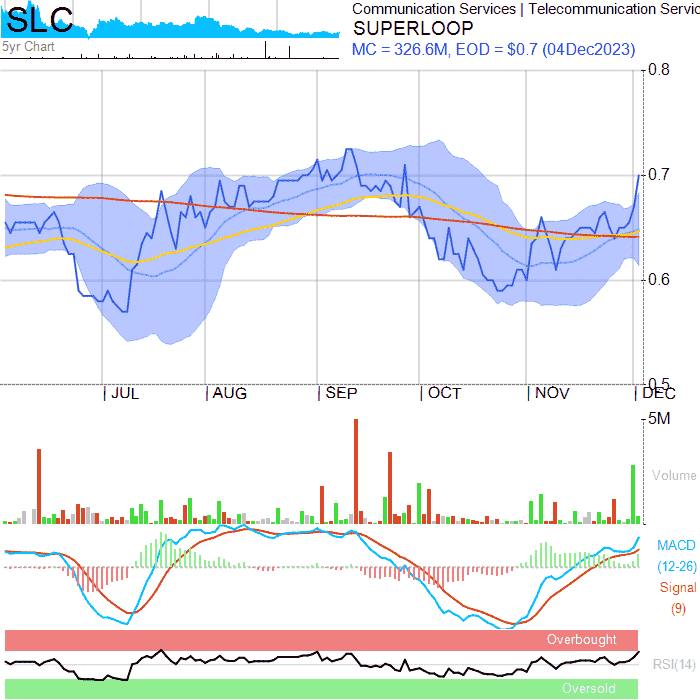 SLC
5yr Chart
Communication Services | Telecommunication Servic
SUPERLOOP
MC = 326.6M, EOD = $0.7 (04Dec2023)
0.8
0.7
0.6
0.5
JUL
AUG
SEP
OCT
NOV
DEC
5M
Volume
MACD
(12-26)
Signal
(9)
Overbought
RSI(14)
Oversold